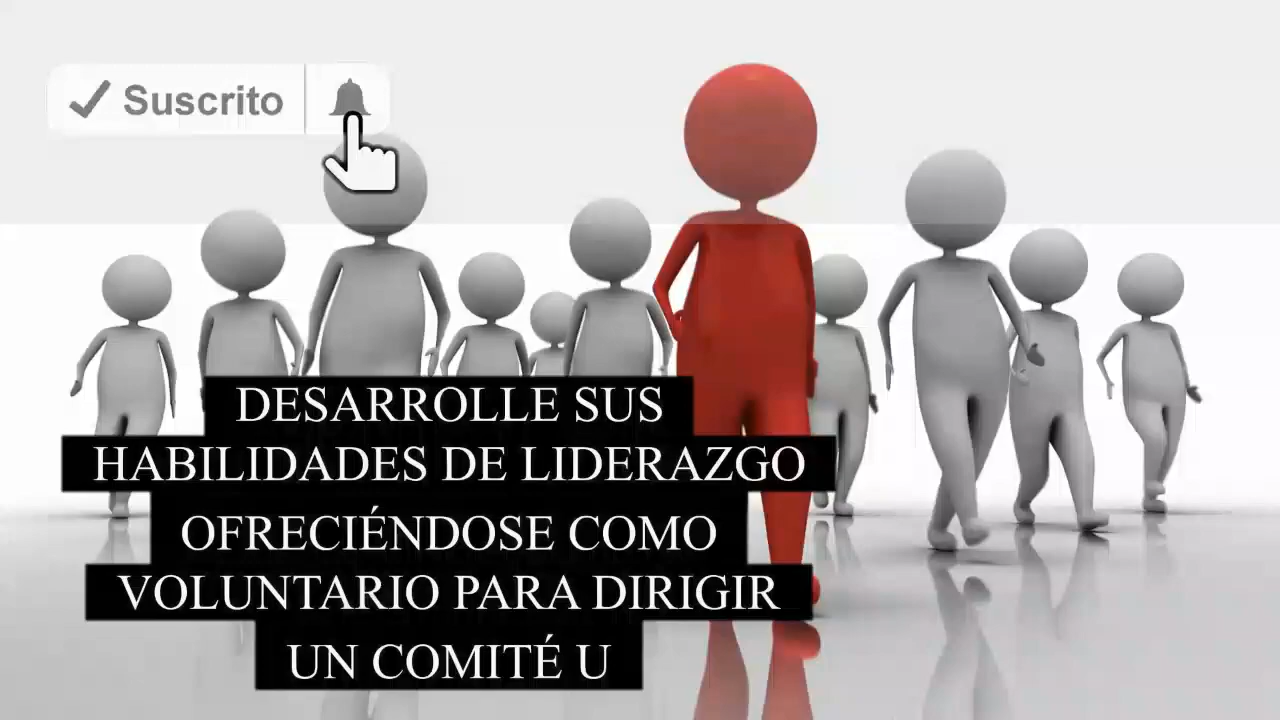 Suscrito
DESARROLLE SUS
HABILIDADES DE LIDERAZGO
OFRECIÉNDOSE COMO
VOLUNTARIO PARA DIRIGIR
UN COMITÉ U